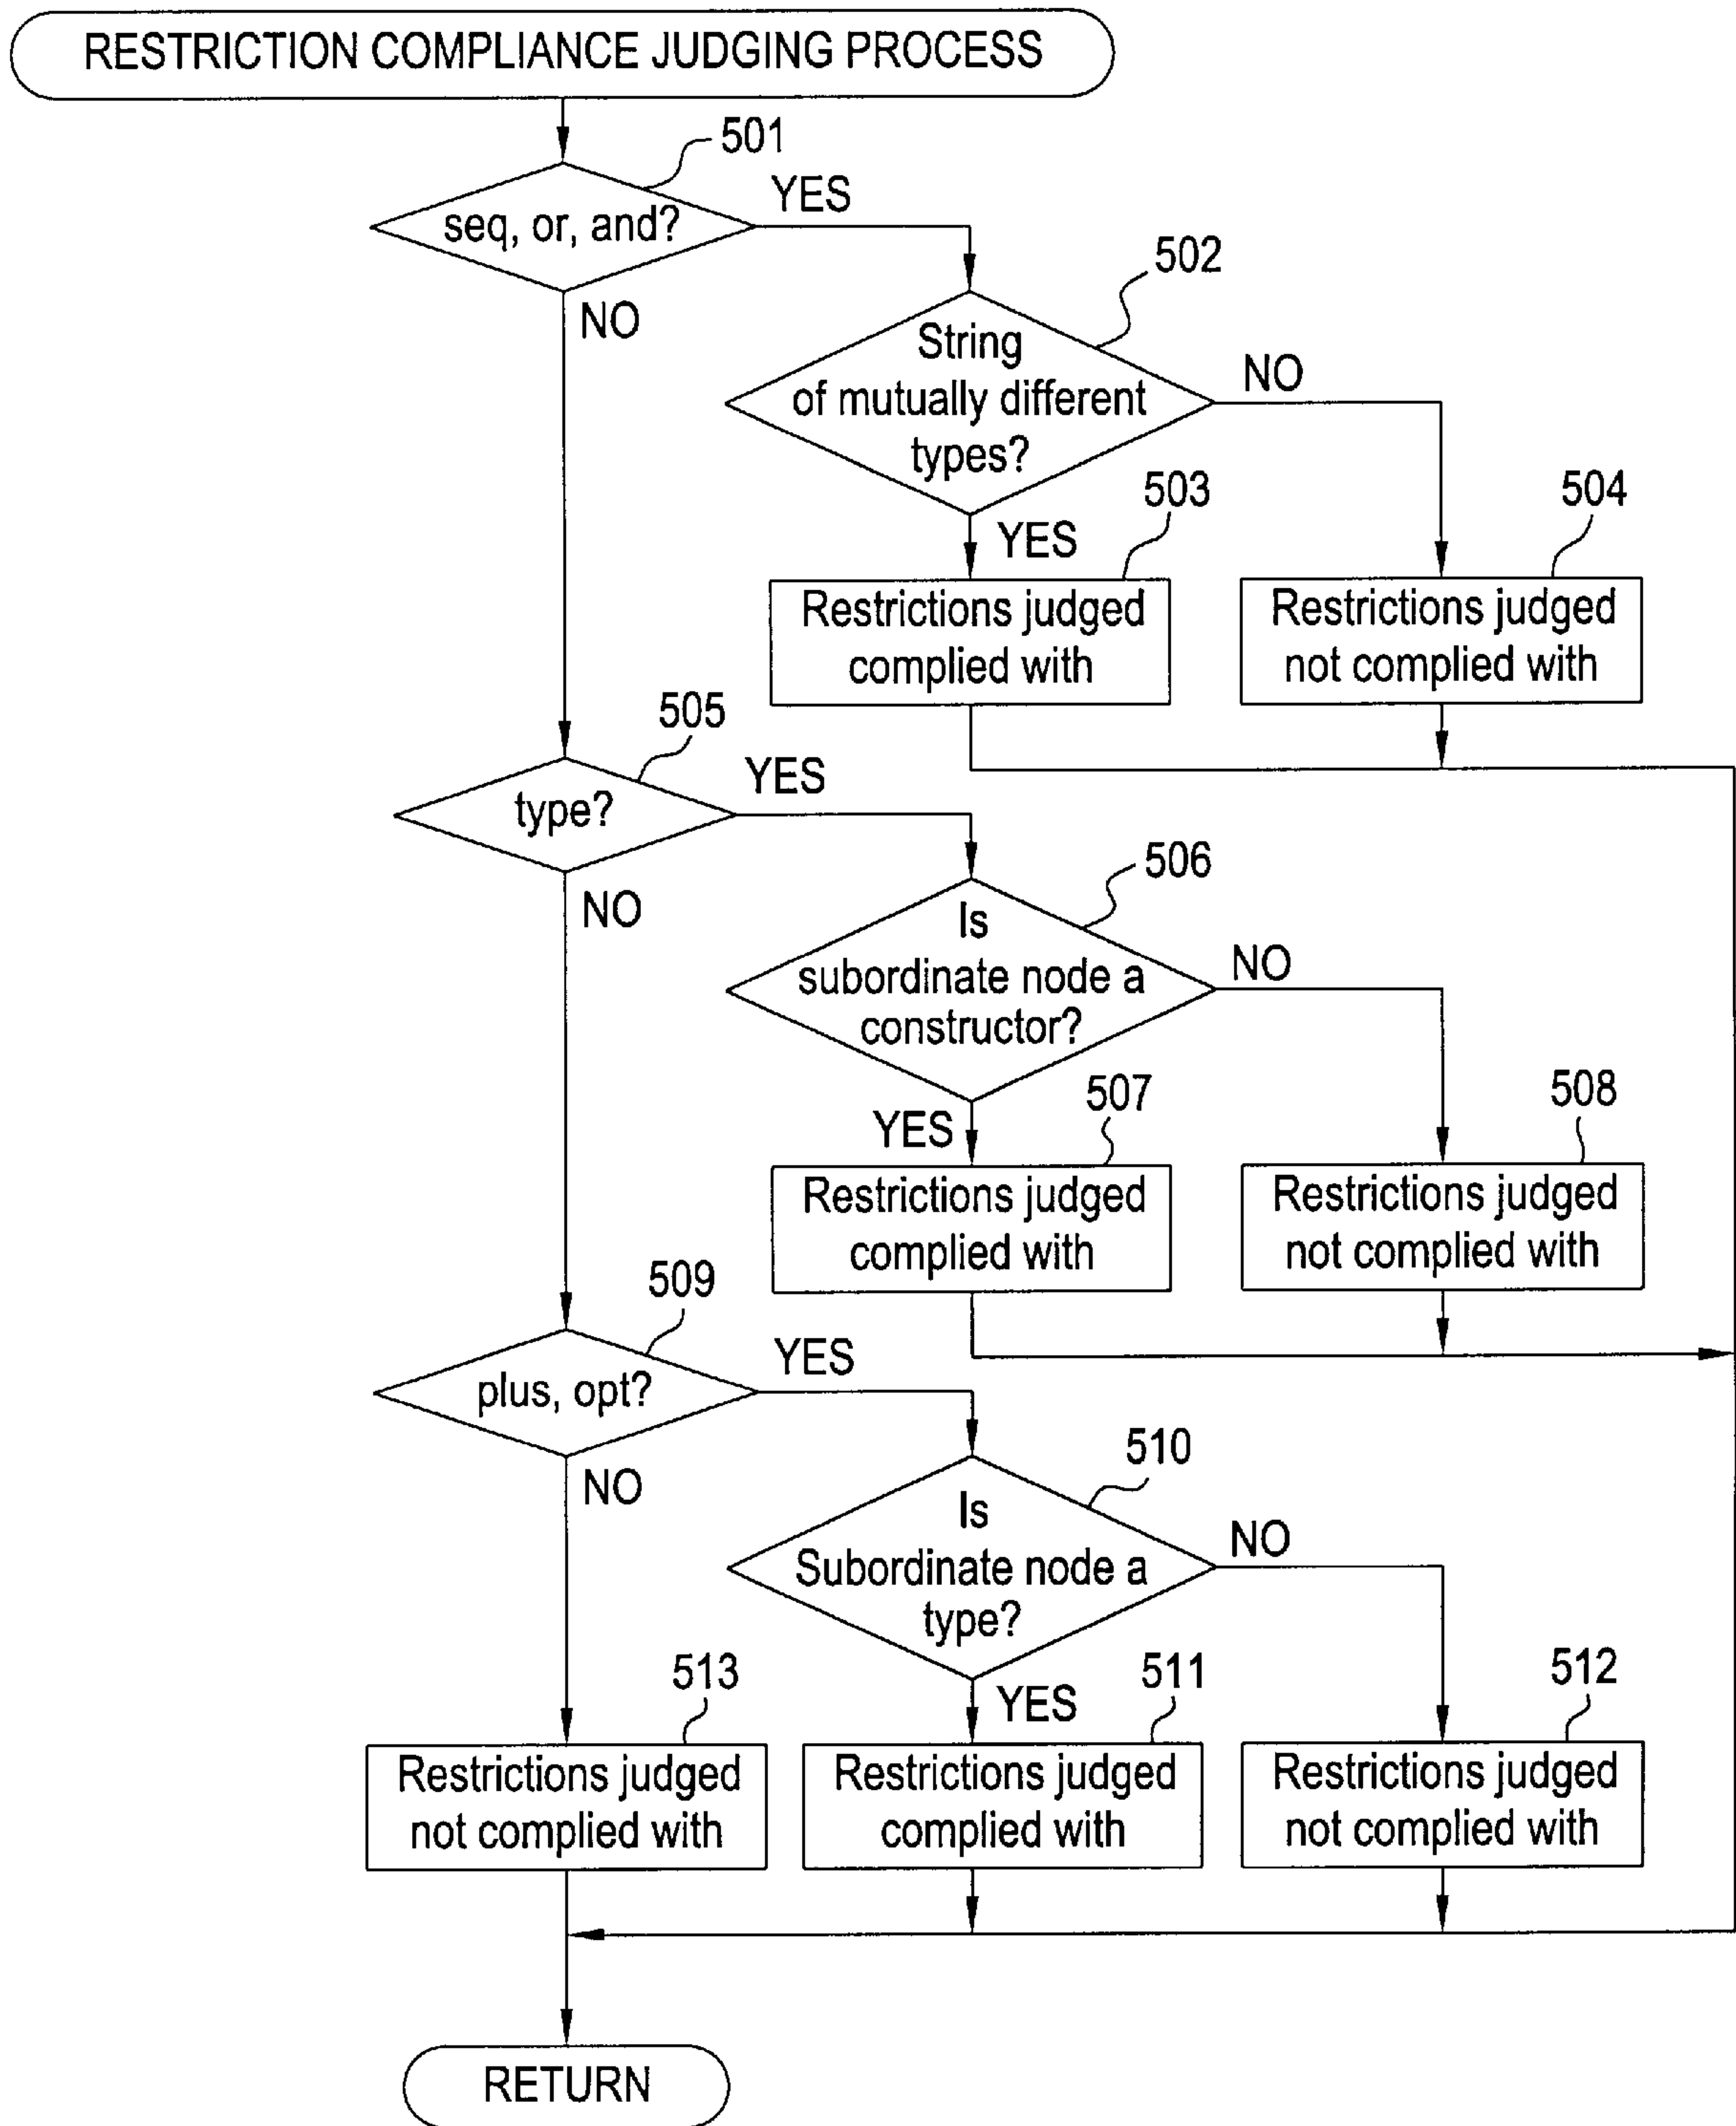 RESTRICTION COMPLIANCE JUDGING PROCESS
501
seq, or, and?
YES
NO
502
String
of mutually different
types?
NO
YES
503
Restrictions judged
complied with
504
Restrictions judged
not complied with
505
type?
YES
NO
506
Is
subordinate node a
constructor?
NO
YES
507
Restrictions judged
complied with
508
Restrictions judged
not complied with
509
plus, opt?
YES
NO
510
Is
Subordinate node a
type?
NO
YES
513
Restrictions judged
not complied with
511
Restrictions judged
complied with
512
Restrictions judged
not complied with
RETURN